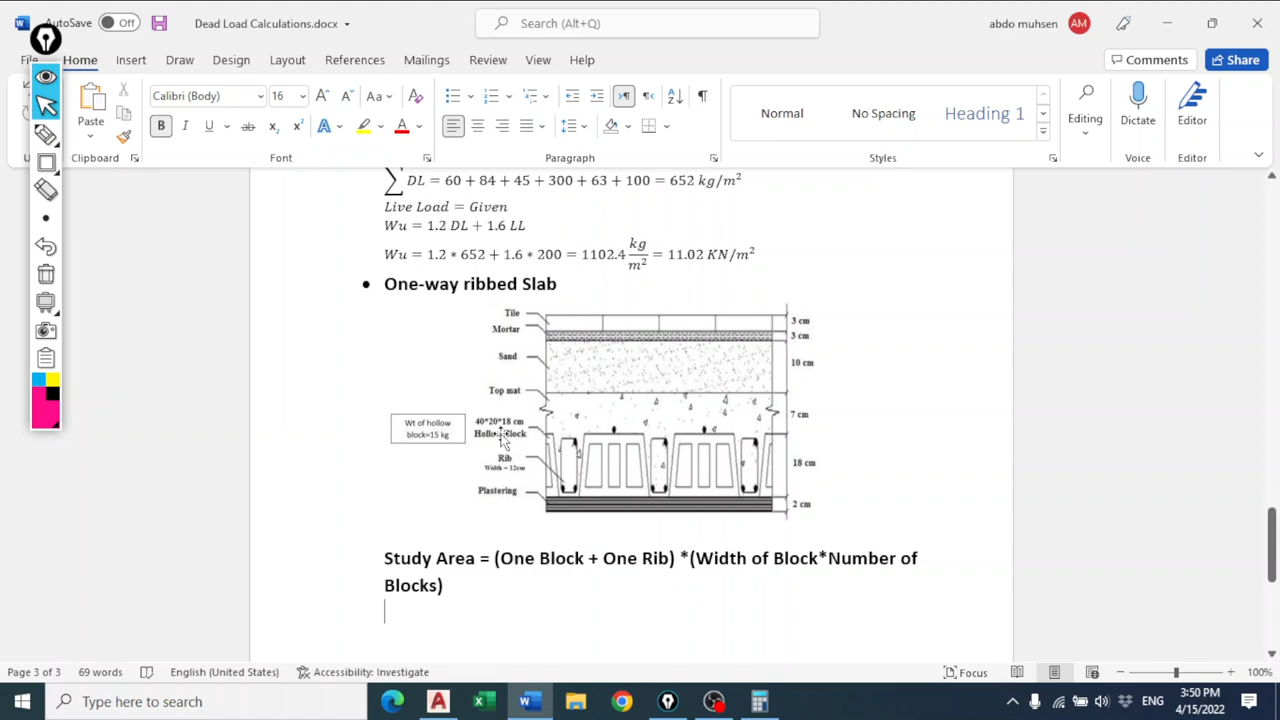 AutoSave Off Dead Load Calculations.docx Search (Alt+Q) abdo muhsen AM
File Home Insert Draw Design Layout References Mailings Review View Help Comments Share
Paste Calibri (Body) 16 Aa Normal No Spacing Heading 1 Editing Dictate Editor
Clipboard Font Paragraph Styles Voice Editor
∑ DL = 60 + 84 + 45 + 300 + 63 + 100 = 652 kg/m²
Live Load = Given
Wu = 1.2 DL + 1.6 LL
Wu = 1.2 * 652 + 1.6 * 200 = 1102.4 kg/m² = 11.02 KN/m²
• One-way ribbed Slab
Tile 3 cm
Mortar 3 cm
Sand 10 cm
Top mat 7 cm
Wt of hollow
block=15 kg
40*20*18 cm
Hollow Block
Rib 18 cm
Width = 12cm
Plastering 2 cm
Study Area = (One Block + One Rib) *(Width of Block*Number of
Blocks)
Page 3 of 3 69 words English (United States) Accessibility: Investigate Focus 100%
Type here to search ENG 3:50 PM
4/15/2022